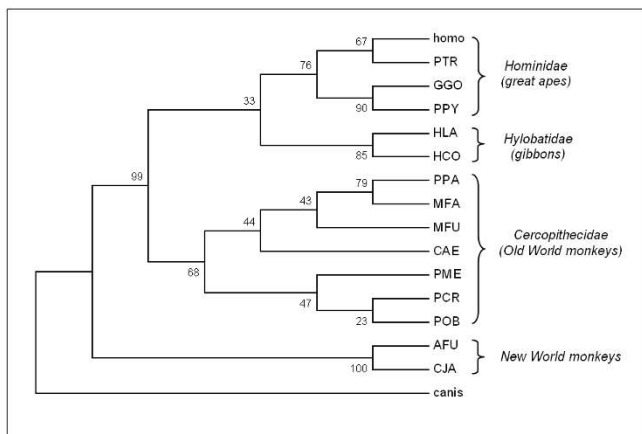 homo
67
PTR
76
Hominidae
(great apes)
GGO
33
90
PPY
HLA
Hylobatidae
(gibbons)
85
HCO
PPA
79
99
MFA
43
MFU
44
Cercopithecidae
(Old World monkeys)
CAE
68
PME
47
PCR
23
POB
AFU
New World monkeys
100
CJA
canis